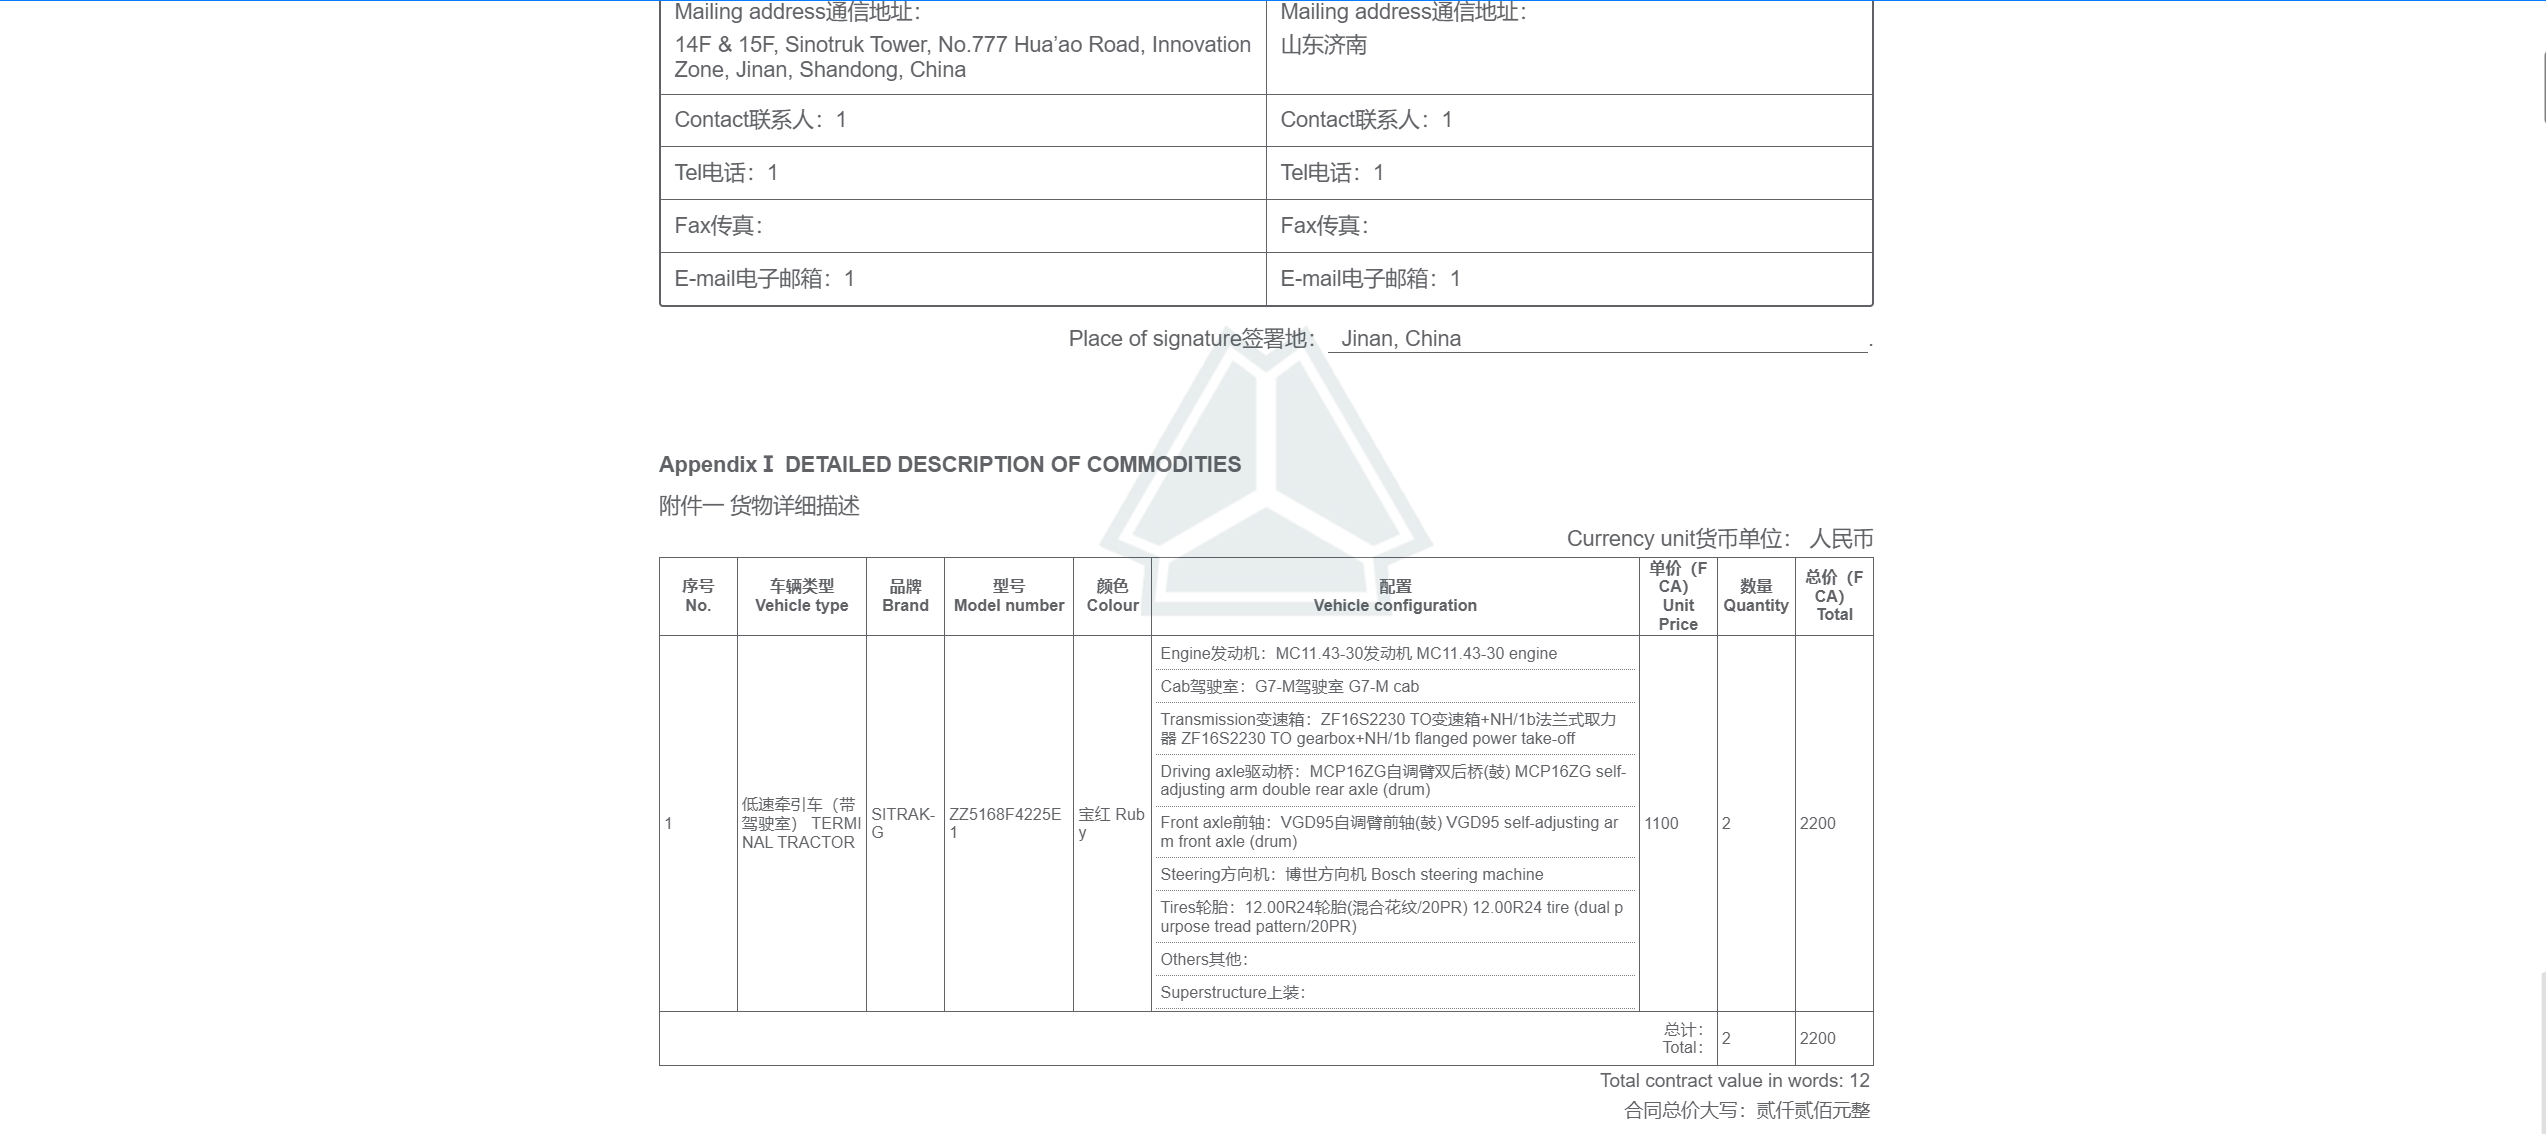 Mailing address通信地址：
14F & 15F, Sinotruk Tower, No.777 Hua’ao Road, Innovation
Zone, Jinan, Shandong, China
Mailing address通信地址：
山东济南
Contact联系人：1
Contact联系人：1
Tel电话：1
Tel电话：1
Fax传真：
Fax传真：
E-mail电子邮箱：1
E-mail电子邮箱：1
Place of signature签署地： Jinan, China .
Appendix Ⅰ DETAILED DESCRIPTION OF COMMODITIES
附件一 货物详细描述
Currency unit货币单位： 人民币
序号
No.
车辆类型
Vehicle type
品牌
Brand
型号
Model number
颜色
Colour
配置
Vehicle configuration
单价（F
CA）
Unit
Price
数量
Quantity
总价（F
CA）
Total
1
低速牵引车（带
驾驶室） TERMI
NAL TRACTOR
SITRAK-
G
ZZ5168F4225E
1
宝红 Rub
y
Engine发动机：MC11.43-30发动机 MC11.43-30 engine
Cab驾驶室：G7-M驾驶室 G7-M cab
Transmission变速箱：ZF16S2230 TO变速箱+NH/1b法兰式取力
器 ZF16S2230 TO gearbox+NH/1b flanged power take-off
Driving axle驱动桥：MCP16ZG自调臂双后桥(鼓) MCP16ZG self-
adjusting arm double rear axle (drum)
Front axle前轴：VGD95自调臂前轴(鼓) VGD95 self-adjusting ar
m front axle (drum)
Steering方向机：博世方向机 Bosch steering machine
Tires轮胎：12.00R24轮胎(混合花纹/20PR) 12.00R24 tire (dual p
urpose tread pattern/20PR)
Others其他：
Superstructure上装：
1100
2
2200
总计：
Total：
2
2200
Total contract value in words: 12
合同总价大写：贰仟贰佰元整